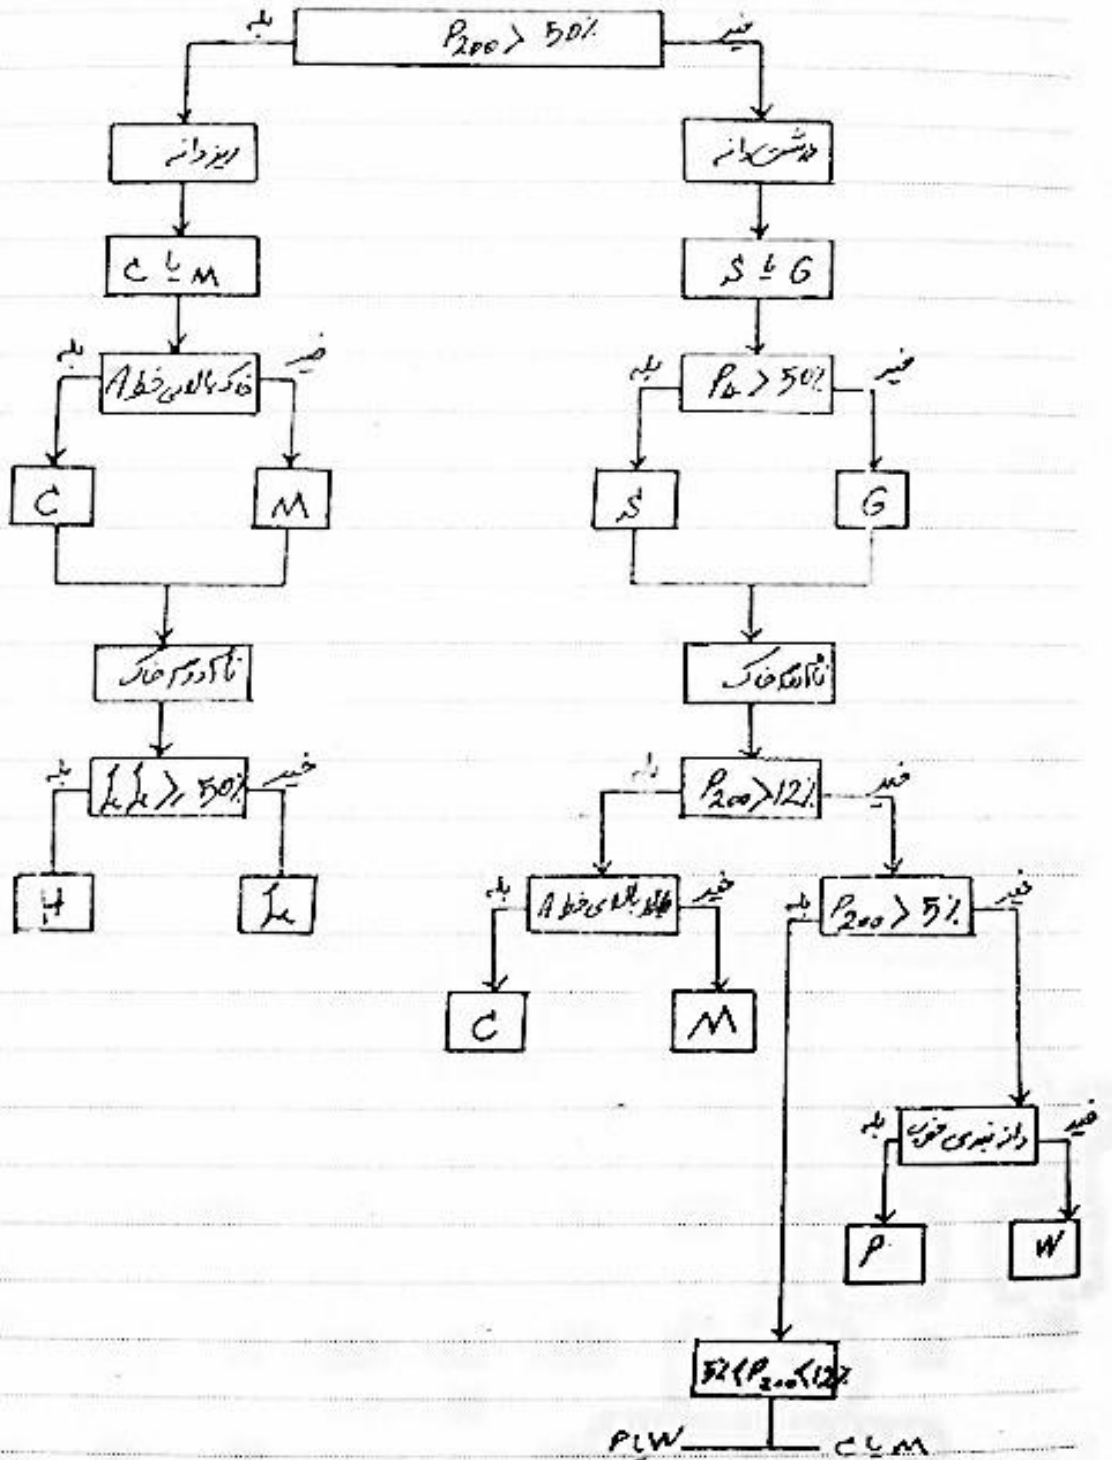 P200 > 50%
بله
خیر
ریزدانه
درشت دانه
M یا C
G یا S
خاک بالای خط A
بله
خیر
P4 > 50%
بله
خیر
C
M
S
G
نام دوم خاک
نام دوم خاک
LL ≥ 50%
بله
خیر
P200 > 12%
بله
خیر
H
L
بالای خط A
بله
خیر
P200 > 5%
بله
خیر
C
M
دانه بندی خوب
بله
خیر
P
W
5% < P200 < 12%
P یا W
M یا C